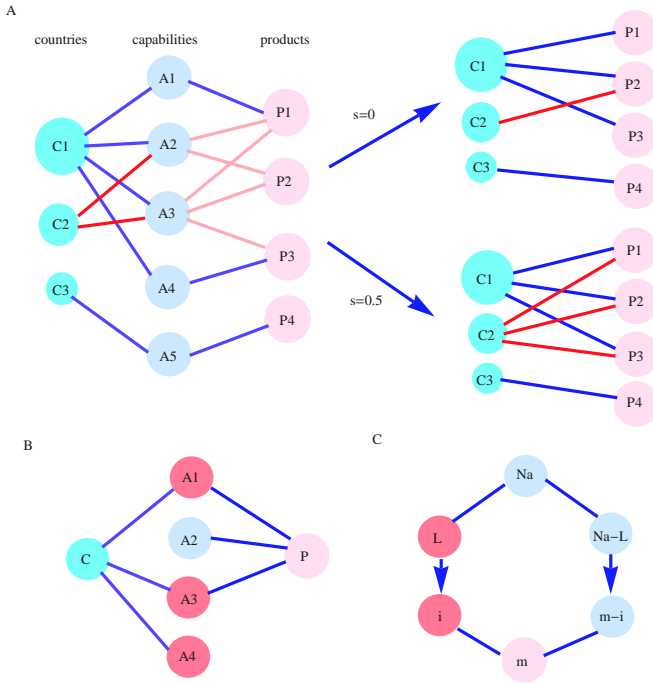 A
countries capabilities products
A1
A2
A3
A4
A5
C1
C2
C3
P1
P2
P3
P4
s=0
s=0.5
C1
C2
C3
P1
P2
P3
P4
C1
C2
C3
P1
P2
P3
P4
B
C
A1
A2
A3
A4
P
C
Na
L
Na-L
i
m-i
m